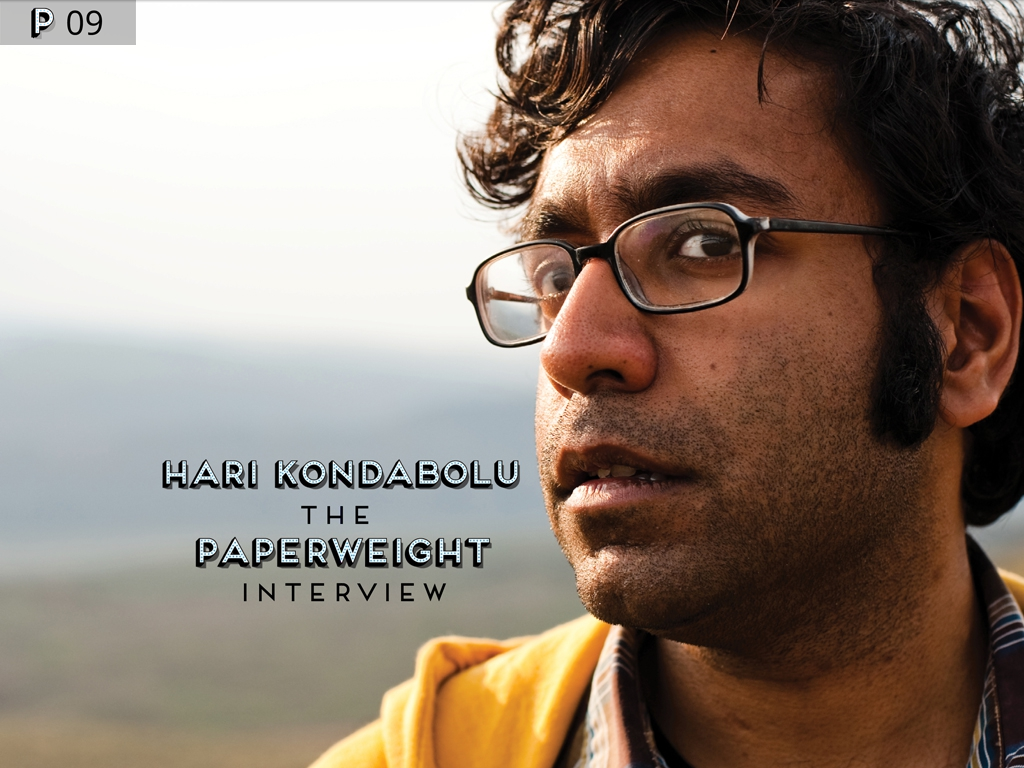 P 09
HARI KONDABOLU
THE
PAPERWEIGHT
INTERVIEW